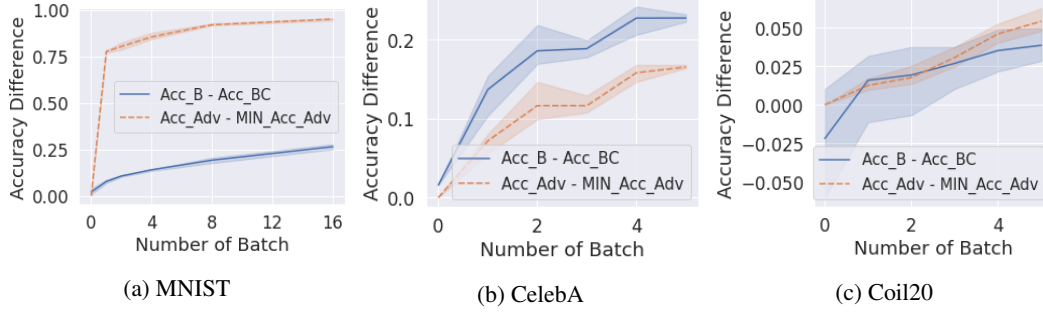 Accuracy Difference
1.00
0.75
0.50
0.25
0.00
Acc_B - Acc_BC
Acc_Adv - MIN_Acc_Adv
0 4 8 12 16
Number of Batch
(a) MNIST
Accuracy Difference
0.2
0.1
0.0
Acc_B - Acc_BC
Acc_Adv - MIN_Acc_Adv
0 2 4
Number of Batch
(b) CelebA
Accuracy Difference
0.050
0.025
0.000
−0.025
−0.050
Acc_B - Acc_BC
Acc_Adv - MIN_Acc_Adv
0 2 4
Number of Batch
(c) Coil20